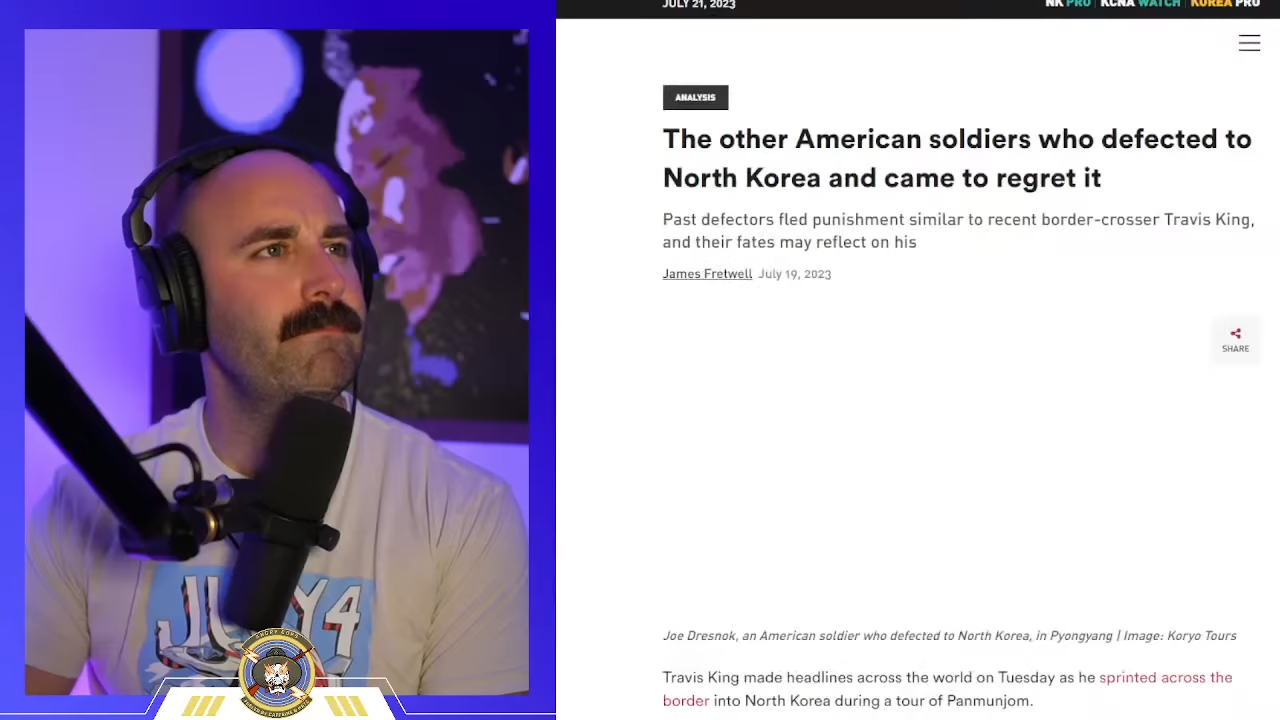 JULY 21, 2023
NK PRO | KCNA WATCH | KOREA PRO
ANALYSIS
The other American soldiers who defected to
North Korea and came to regret it
Past defectors fled punishment similar to recent border-crosser Travis King,
and their fates may reflect on his
James Fretwell July 19, 2023
SHARE
Joe Dresnok, an American soldier who defected to North Korea, in Pyongyang | Image: Koryo Tours
Travis King made headlines across the world on Tuesday as he sprinted across the
border into North Korea during a tour of Panmunjom.